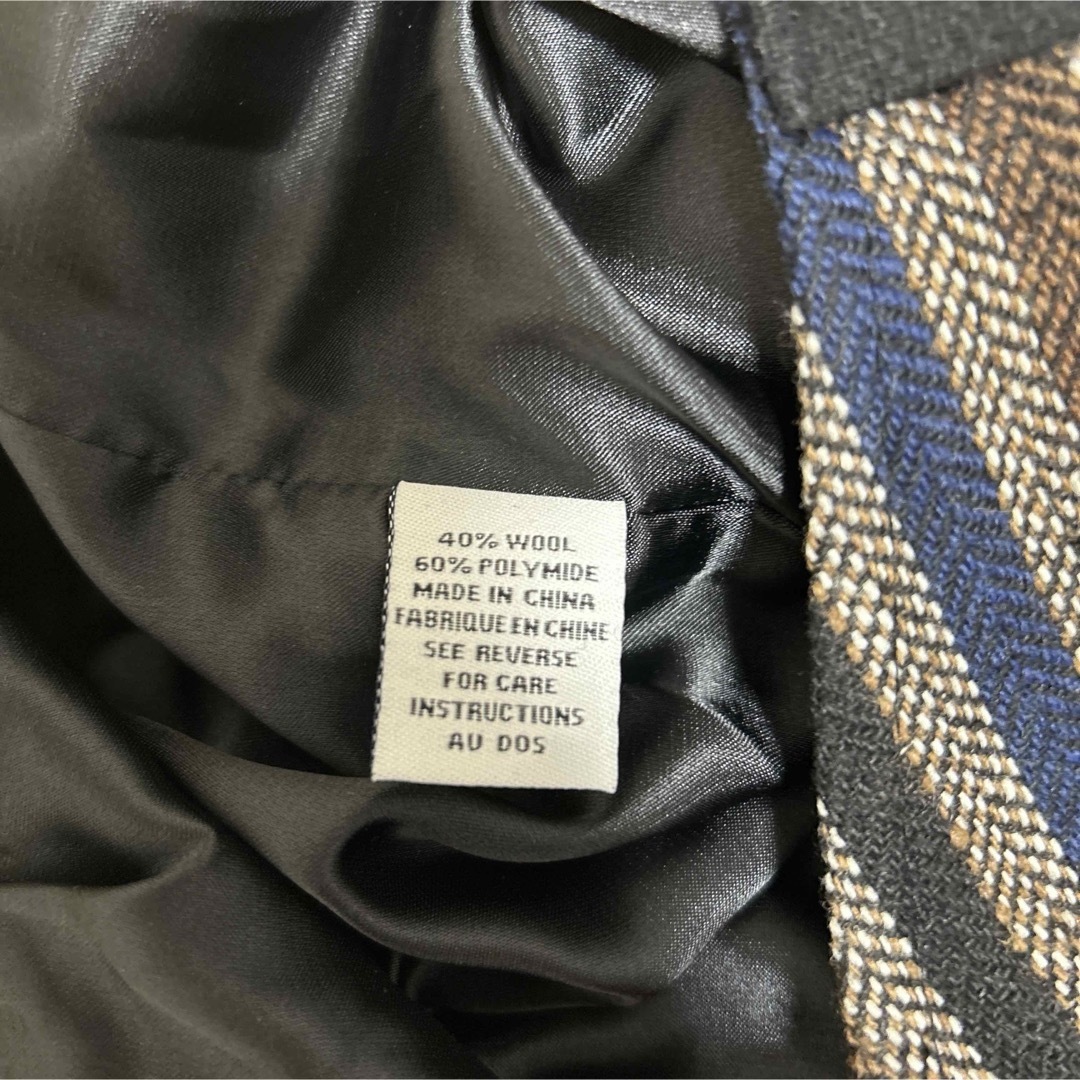 40% WOOL
60% POLYMIDE
MADE IN CHINA
FABRIQUE EN CHINE
SEE REVERSE
FOR CARE
INSTRUCTIONS
AU DOS